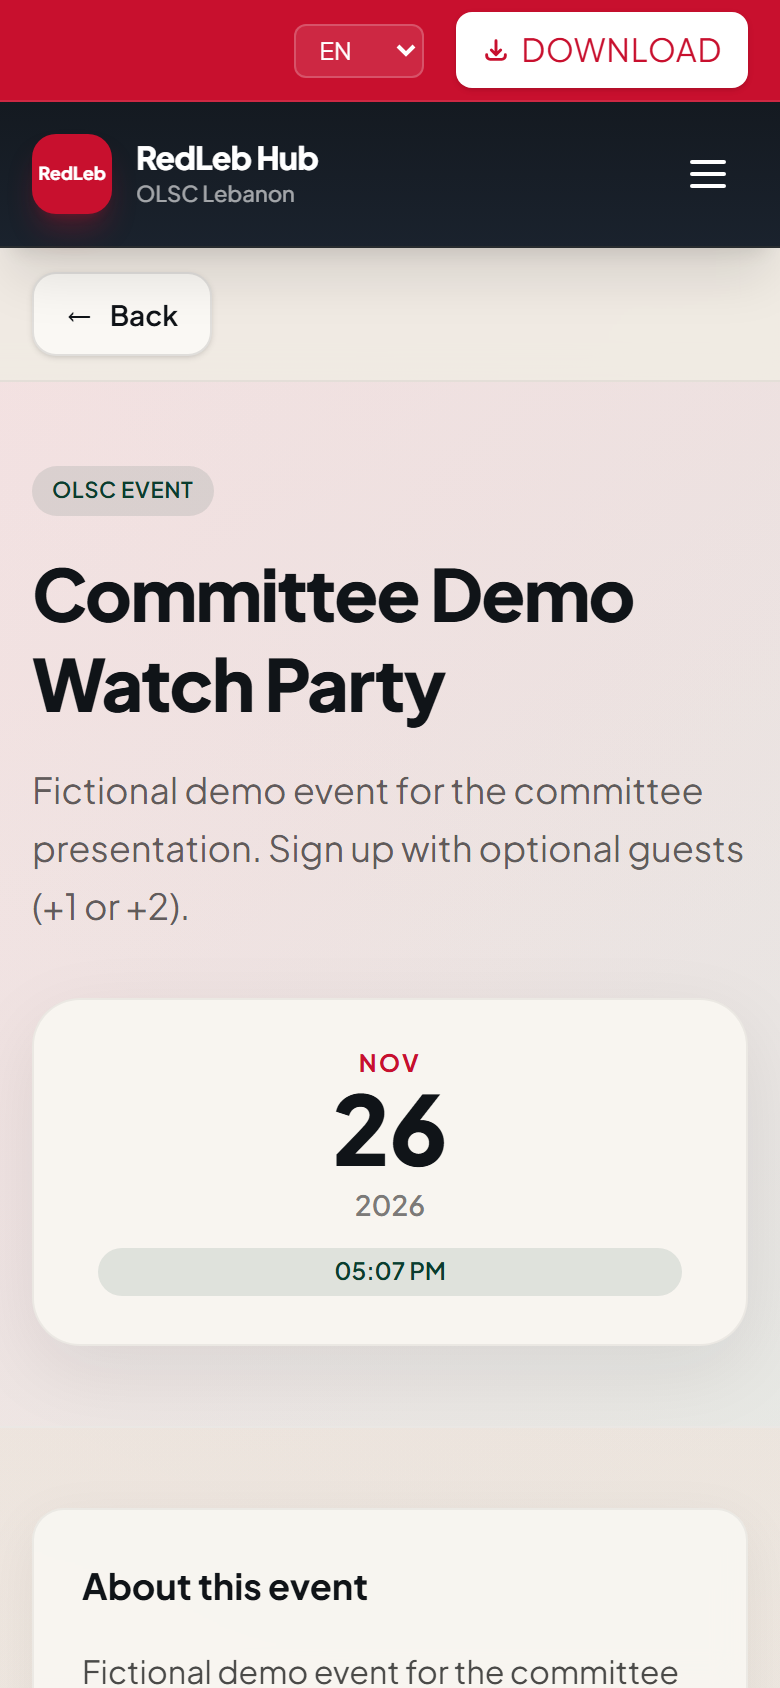 EN
DOWNLOAD
RedLeb
RedLeb Hub
OLSC Lebanon
← Back
OLSC EVENT
Committee Demo
Watch Party
Fictional demo event for the committee
presentation. Sign up with optional guests
(+1 or +2).
NOV
26
2026
05:07 PM
About this event
Fictional demo event for the committee